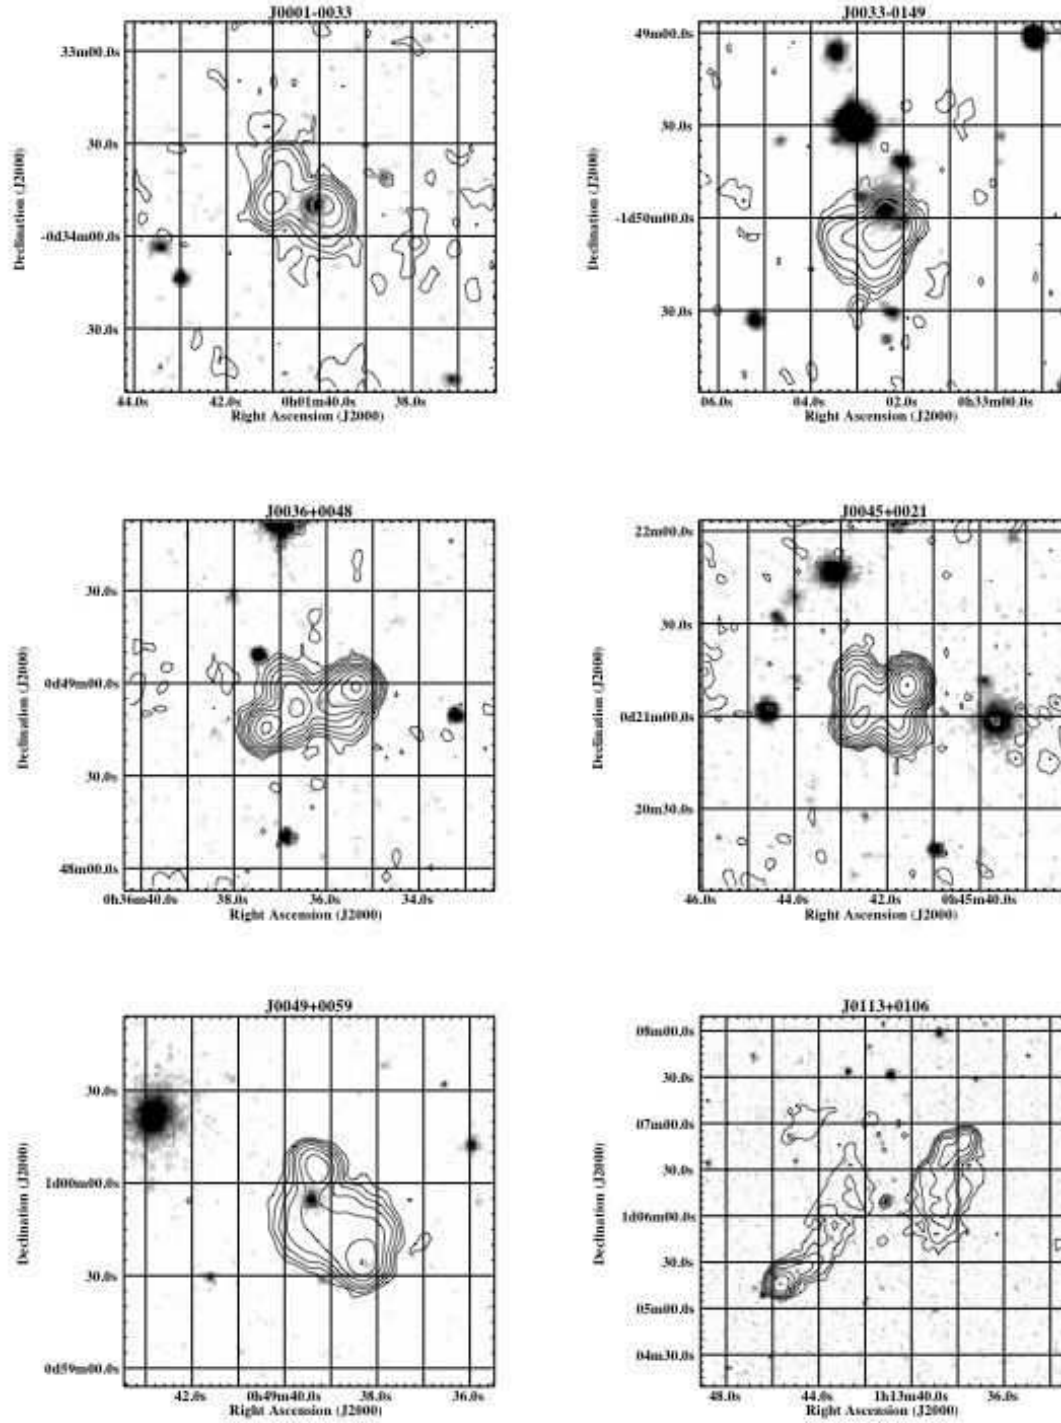 J0001-0033
33m00.0s
30.0s
-0d34m00.0s
30.0s
Declination (J2000)
44.0s 42.0s 0h01m40.0s 38.0s
Right Ascension (J2000)
J0033-0149
49m00.0s
30.0s
-1d50m00.0s
30.0s
Declination (J2000)
06.0s 04.0s 02.0s 0h33m00.0s
Right Ascension (J2000)
J0036+0048
30.0s
0d49m00.0s
30.0s
48m00.0s
Declination (J2000)
0h36m40.0s 38.0s 36.0s 34.0s
Right Ascension (J2000)
J0045+0021
22m00.0s
30.0s
0d21m00.0s
20m30.0s
Declination (J2000)
46.0s 44.0s 42.0s 0h45m40.0s
Right Ascension (J2000)
J0049+0059
30.0s
1d00m00.0s
30.0s
0d59m00.0s
Declination (J2000)
42.0s 0h49m40.0s 38.0s 36.0s
Right Ascension (J2000)
J0113+0106
08m00.0s
30.0s
07m00.0s
30.0s
1d06m00.0s
30.0s
05m00.0s
04m30.0s
Declination (J2000)
48.0s 44.0s 1h13m40.0s 36.0s
Right Ascension (J2000)